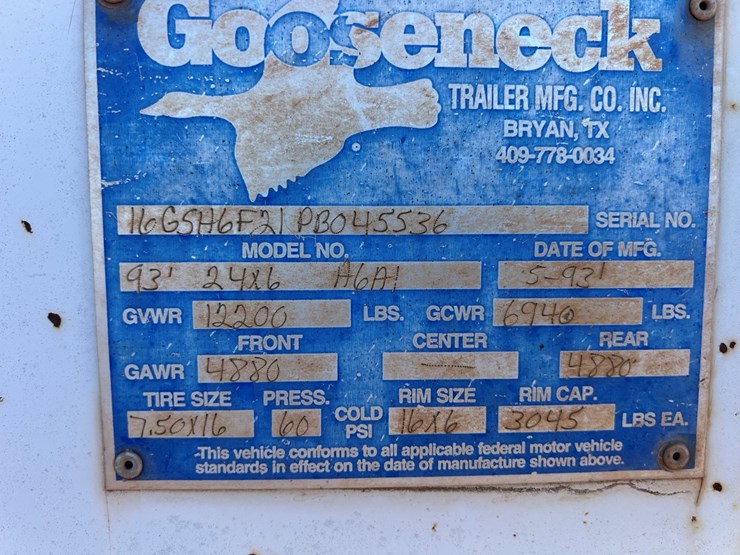 Gooseneck
TRAILER MFG. CO. INC.
BRYAN, TX
409-778-0034
16GSH6F21PB045536 SERIAL NO.
MODEL NO. DATE OF MFG.
93' 24x6 A6A1 5-93'
GVWR 12200 LBS. GCWR 6940 LBS.
FRONT CENTER REAR
GAWR 4880 4880
TIRE SIZE PRESS. RIM SIZE RIM CAP.
7.50X16 60 COLD PSI 16X6 3045 LBS EA.
This vehicle conforms to all applicable federal motor vehicle
standards in effect on the date of manufacture shown above.